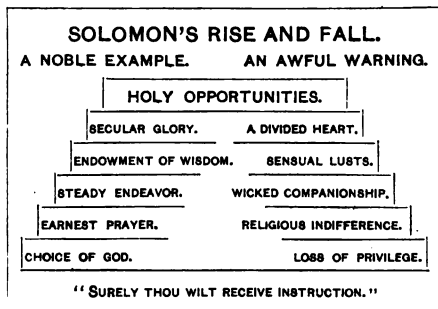 SOLOMON'S RISE AND FALL.
A NOBLE EXAMPLE. AN AWFUL WARNING.
HOLY OPPORTUNITIES.
SECULAR GLORY. A DIVIDED HEART.
ENDOWMENT OF WISDOM. SENSUAL LUSTS.
STEADY ENDEAVOR. WICKED COMPANIONSHIP.
EARNEST PRAYER. RELIGIOUS INDIFFERENCE.
CHOICE OF GOD. LOSS OF PRIVILEGE.
"SURELY THOU WILT RECEIVE INSTRUCTION."